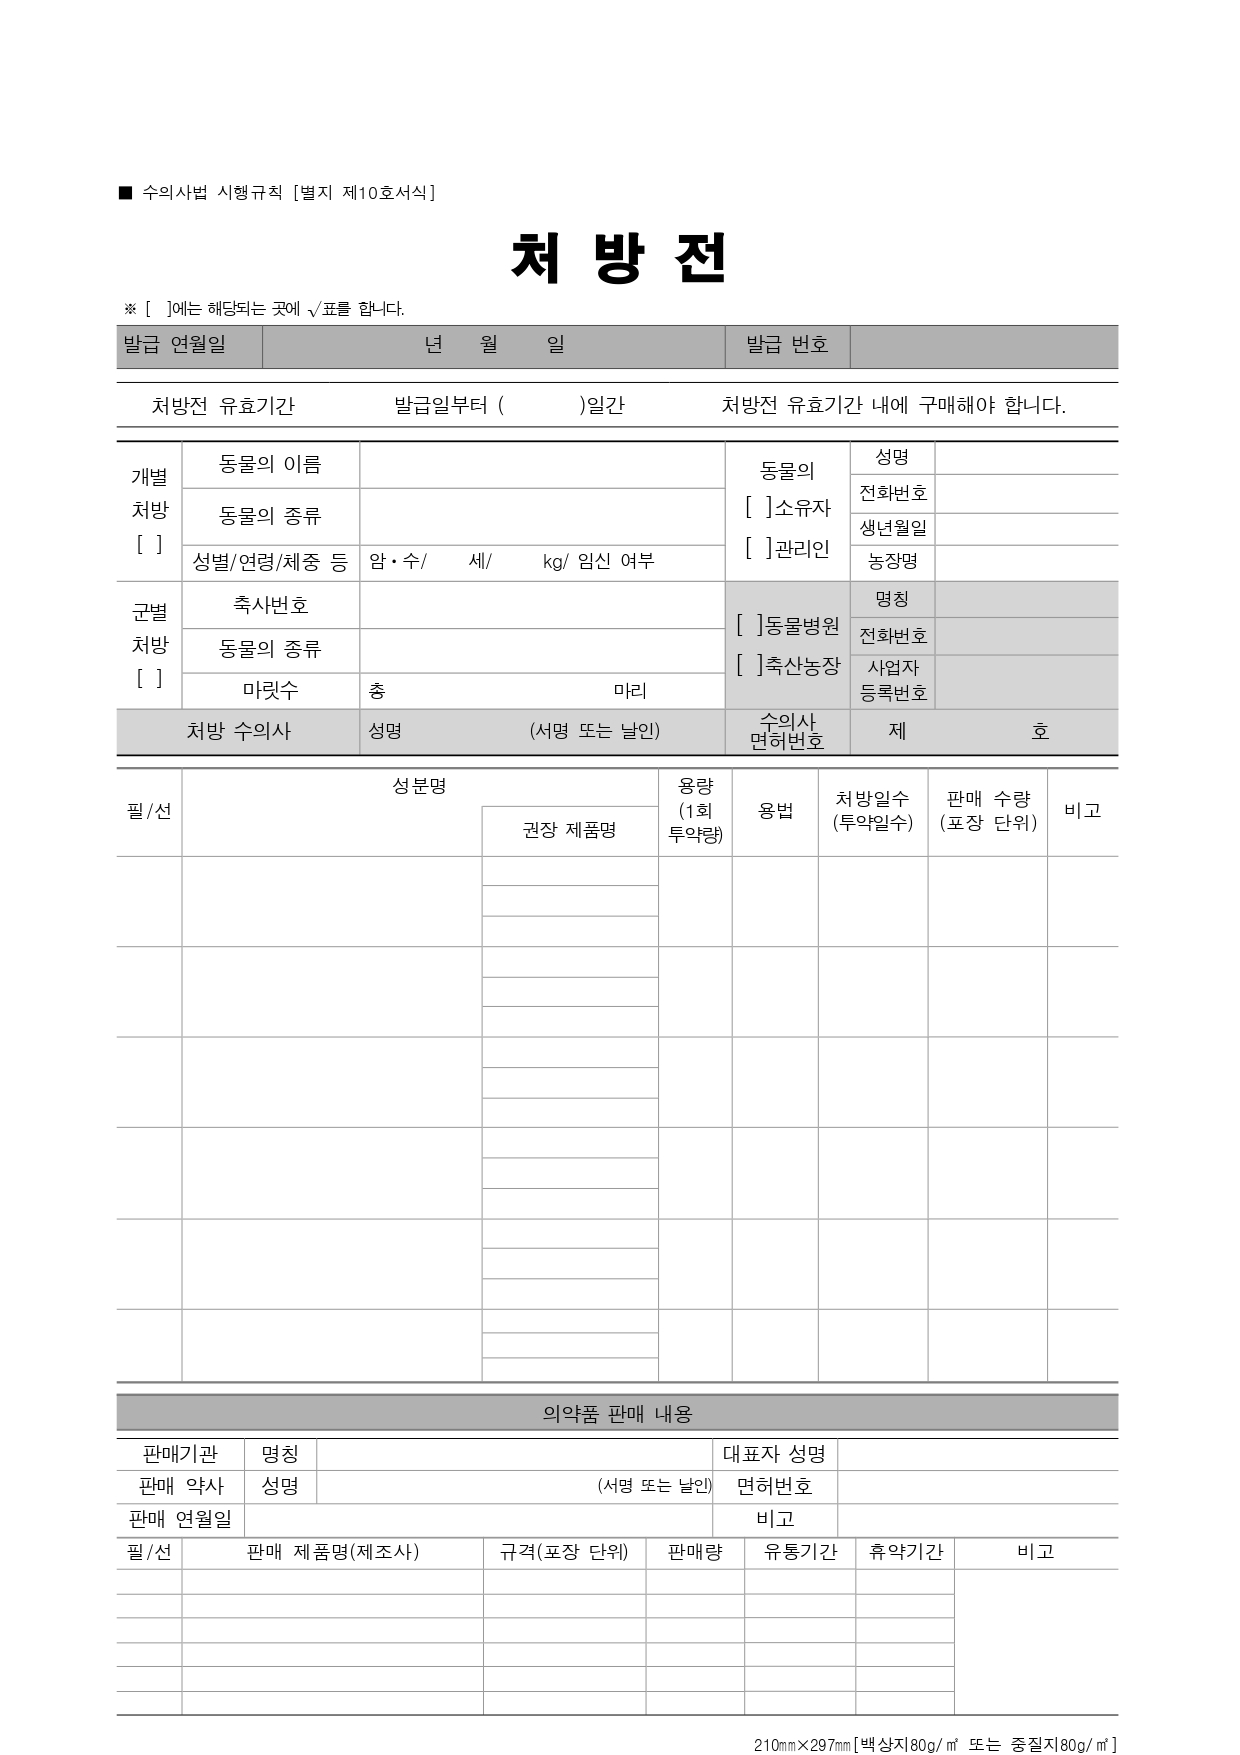 ■ 수의사법 시행규칙 [별지 제10호서식]
처 방 전
※ [ ]에는 해당되는 곳에 √표를 합니다.
발급 연월일 년 월 일 발급 번호
처방전 유효기간 발급일부터 ( )일간 처방전 유효기간 내에 구매해야 합니다.
개별
처방
[ ]
동물의 이름
동물의 종류
성별/연령/체중 등 암·수/ 세/ kg/ 임신 여부
동물의
[ ]소유자
[ ]관리인
성명
전화번호
생년월일
농장명
군별
처방
[ ]
축사번호
동물의 종류
마릿수 총 마리
[ ]동물병원
[ ]축산농장
명칭
전화번호
사업자
등록번호
처방 수의사 성명 (서명 또는 날인)
수의사
면허번호
제 호
필/선
성분명
권장 제품명
용량
(1회
투약량)
용법
처방일수
(투약일수)
판매 수량
(포장 단위)
비고
의약품 판매 내용
판매기관 명칭 대표자 성명
판매 약사 성명 (서명 또는 날인) 면허번호
판매 연월일 비고
필/선 판매 제품명(제조사) 규격(포장 단위) 판매량 유통기간 휴약기간 비고
210㎜×297㎜[백상지80g/㎡ 또는 중질지80g/㎡]